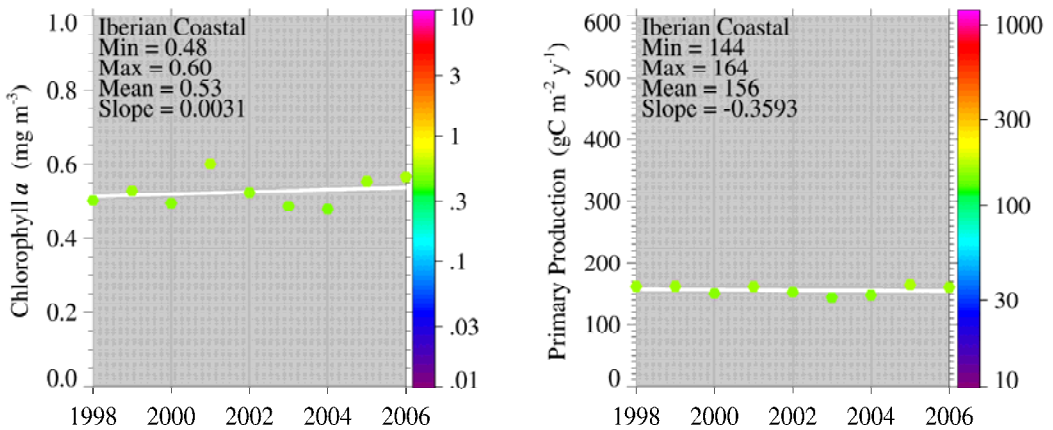 Iberian Coastal
Min = 0.48
Max = 0.60
Mean = 0.53
Slope = 0.0031
Chlorophyll a (mg m-3)
1.0
0.8
0.6
0.4
0.2
0.0
1998 2000 2002 2004 2006
10
3
1
.3
.1
.03
.01
Iberian Coastal
Min = 144
Max = 164
Mean = 156
Slope = -0.3593
Primary Production (gC m-2 y-1)
600
500
400
300
200
100
0
1998 2000 2002 2004 2006
1000
300
100
30
10